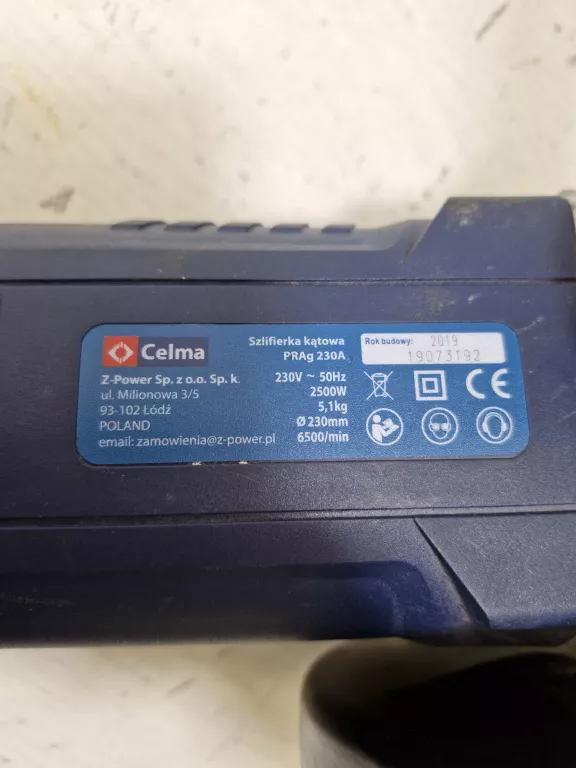 Celma
Z-Power Sp. z o.o. Sp. k.
ul. Milionowa 3/5
93-102 Łódź
POLAND
email: zamowienia@z-power.pl
Szlifierka kątowa
PRAg 230A
230V ~ 50Hz
2500W
5,1kg
Ø 230mm
6500/min
Rok budowy: 2019
19073192
CE